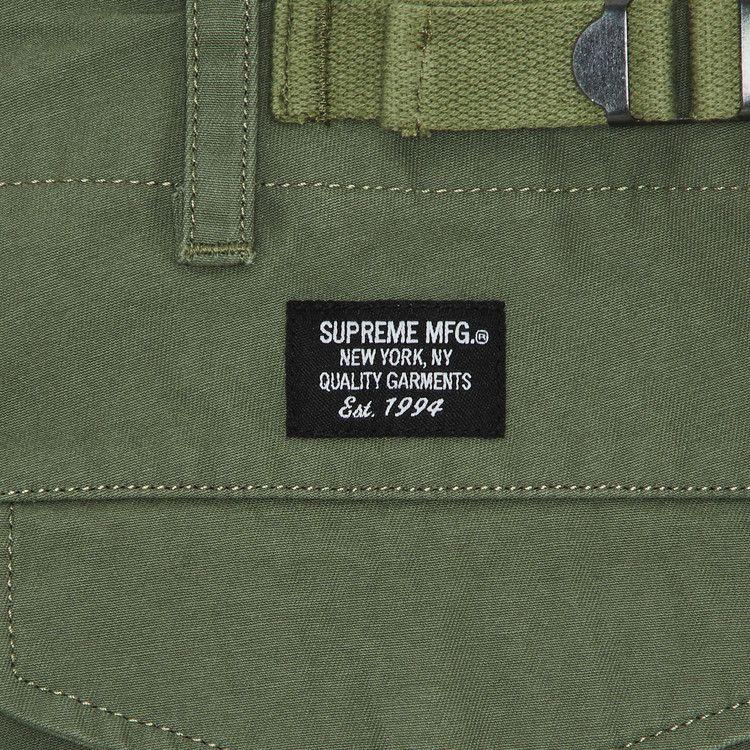 SUPREME MFG.®
NEW YORK, NY
QUALITY GARMENTS
Est. 1994